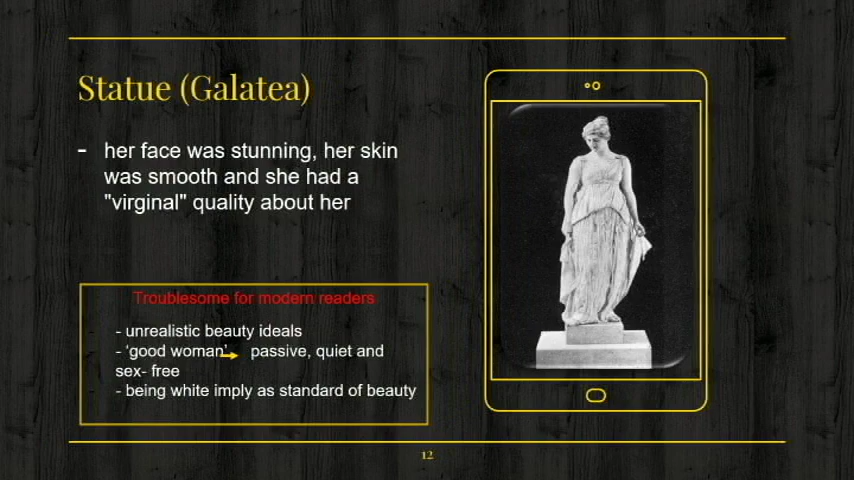 Statue (Galatea)
- her face was stunning, her skin
was smooth and she had a
"virginal" quality about her
Troublesome for modern readers
- unrealistic beauty ideals
- ‘good woman’ passive, quiet and
sex- free
- being white imply as standard of beauty
12